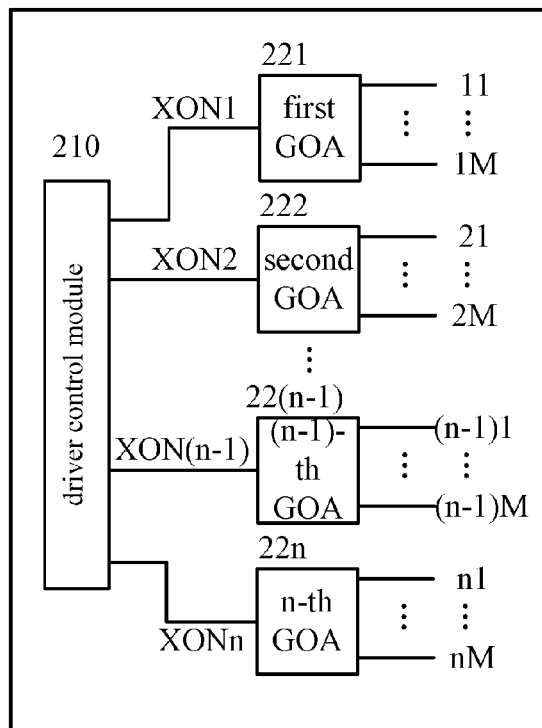 210
driver control module
XON1
221
first
GOA
11
⋮ ⋮
1M
XON2
222
second
GOA
21
⋮ ⋮
2M
⋮
XON(n-1)
22(n-1)
(n-1)-
th
GOA
(n-1)1
⋮ ⋮
(n-1)M
XONn
22n
n-th
GOA
n1
⋮ ⋮
nM